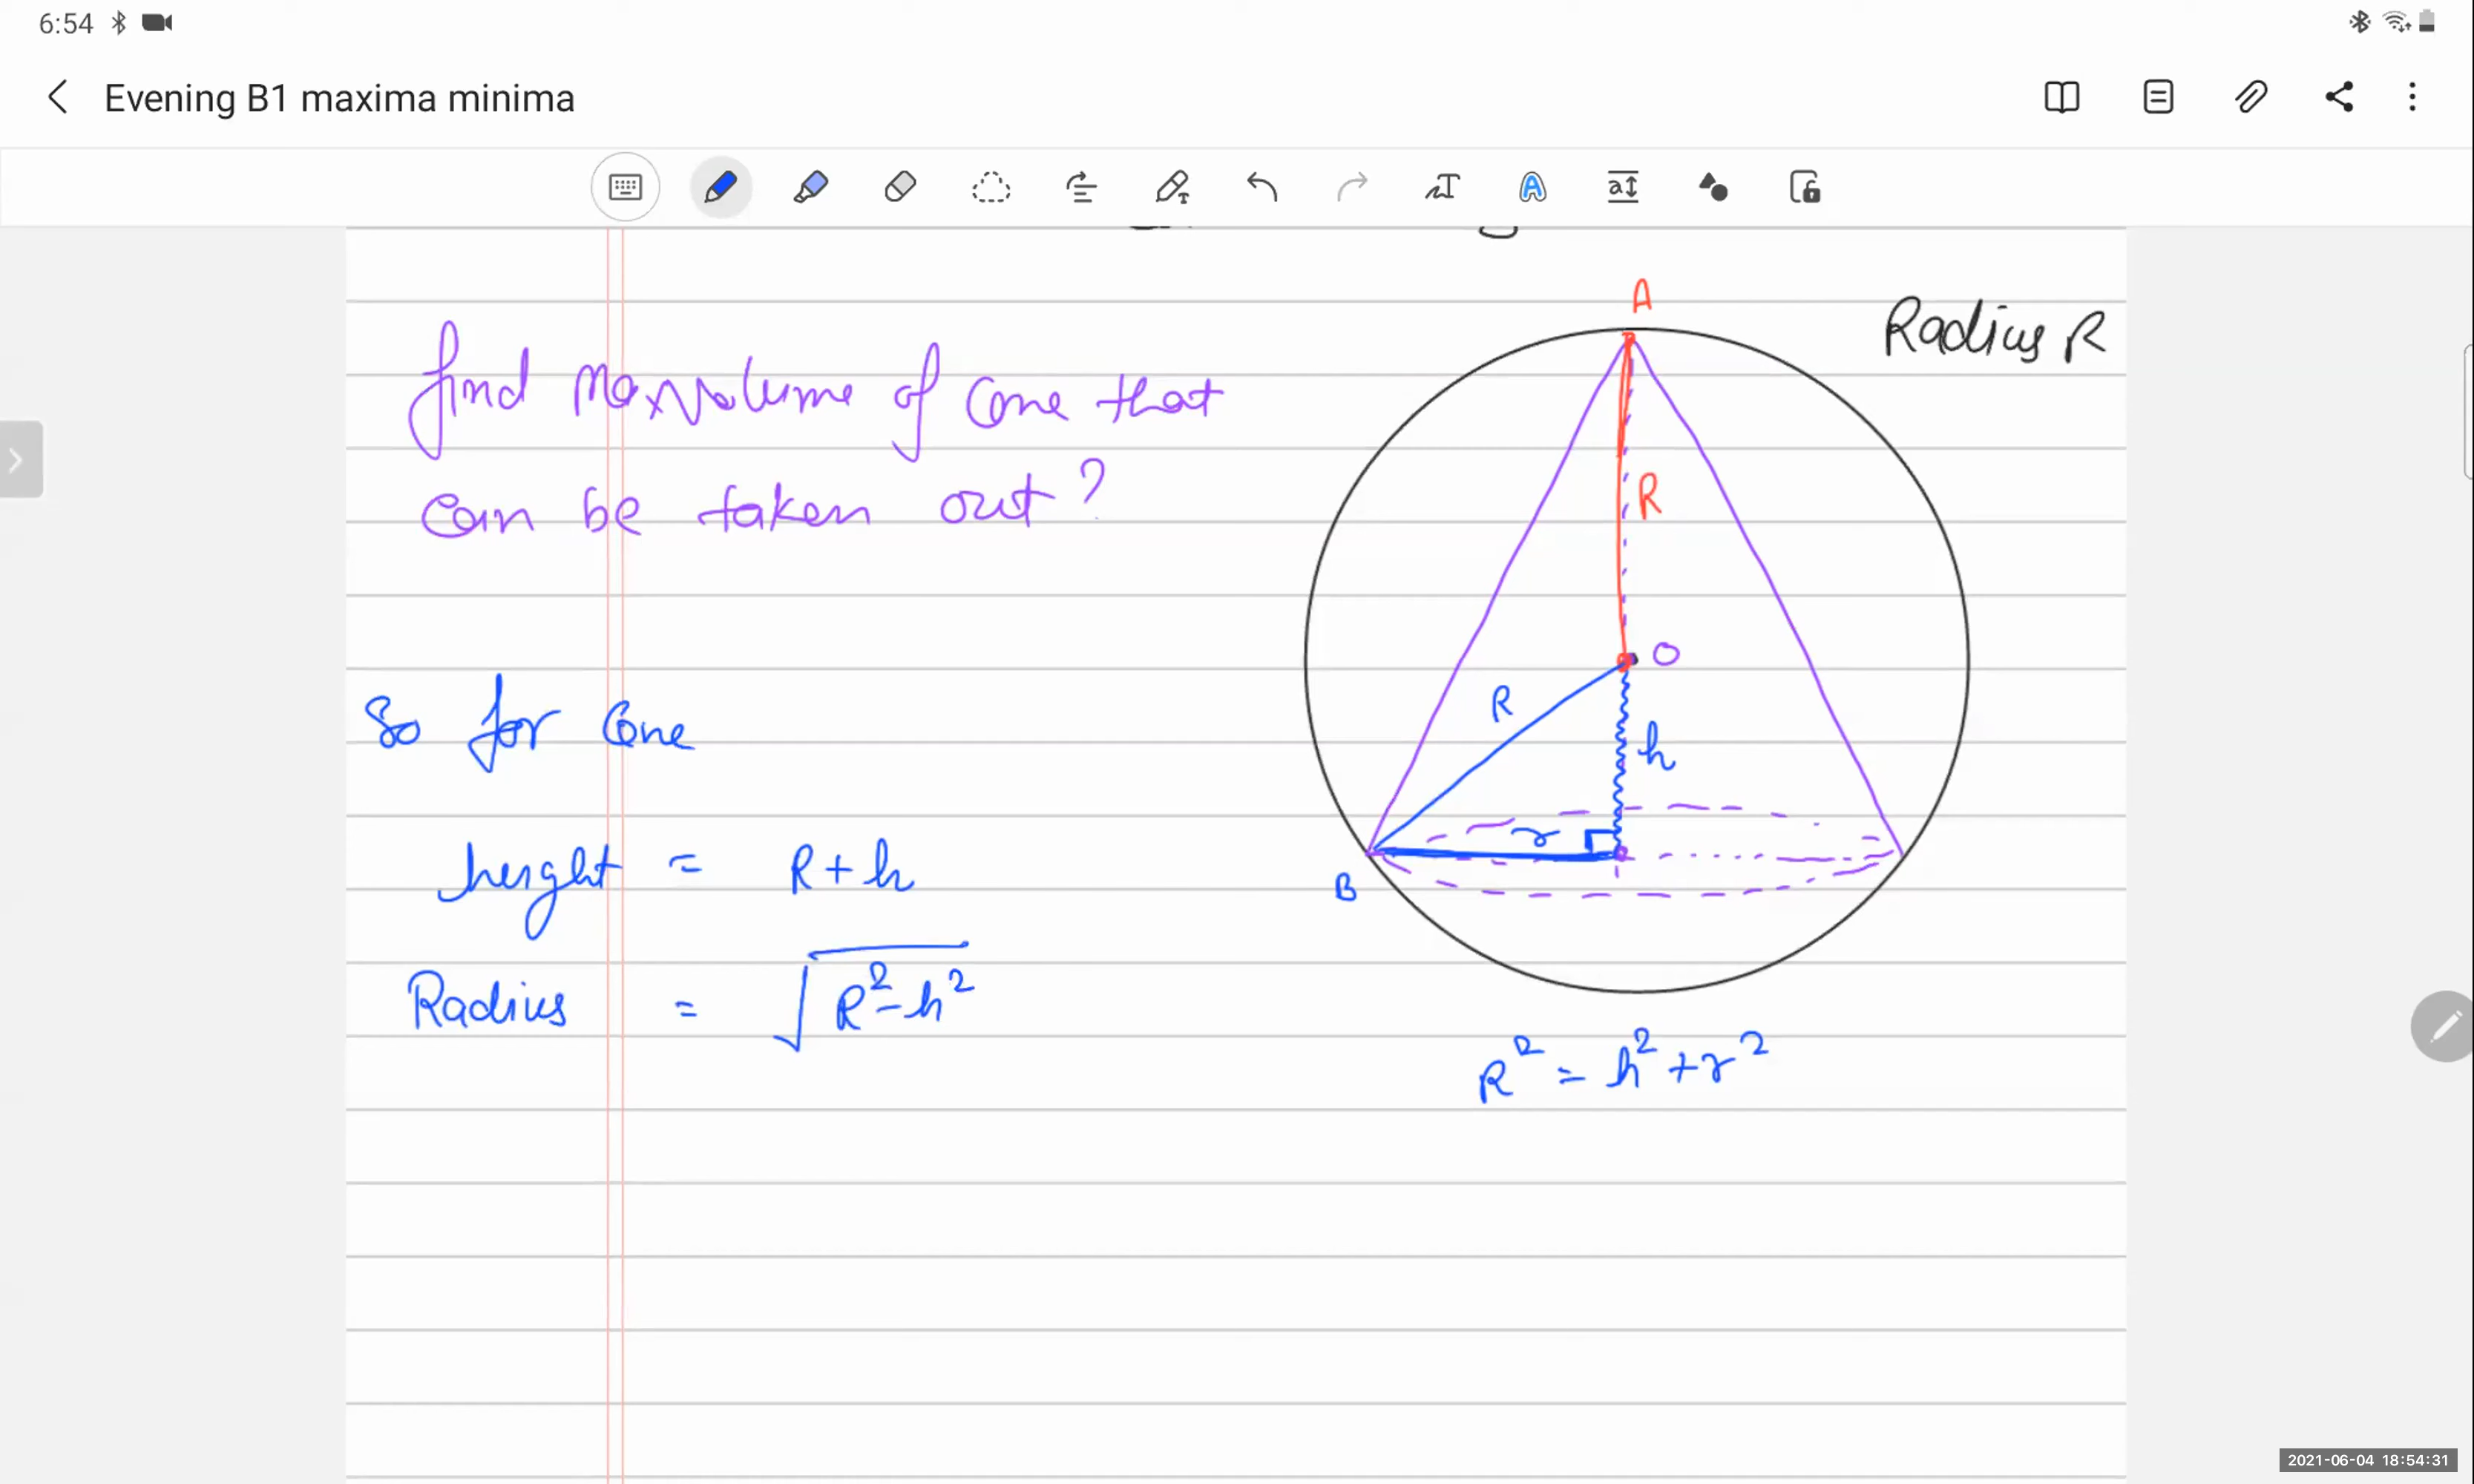 6:54
Evening B1 maxima minima
A
Radius R
find Max Volume of Cone that
can be taken out?
R
O
R
h
So for Cone
r
height = R + h
B
Radius = √(R² - h²)
R² = h² + r²
2021-06-04 18:54:31